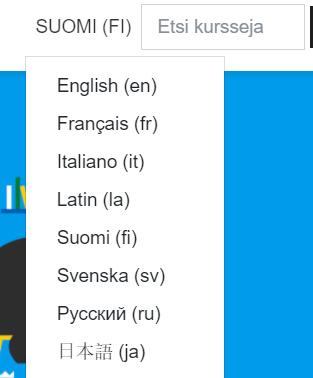 SUOMI (FI) Etsi kursseja
English (en)
Français (fr)
Italiano (it)
Latin (la)
Suomi (fi)
Svenska (sv)
Русский (ru)
日本語 (ja)